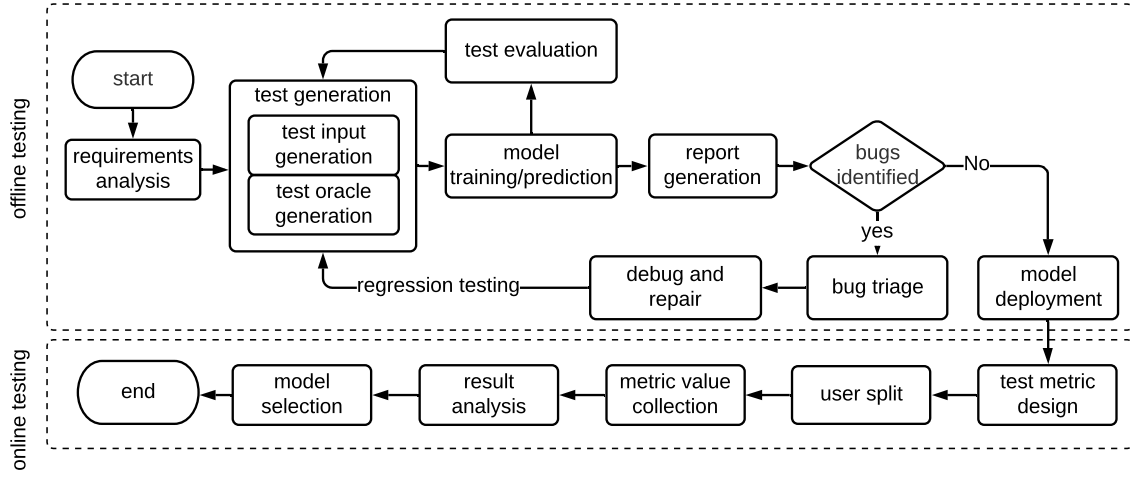 offline testing
start
requirements
analysis
test generation
test input
generation
test oracle
generation
test evaluation
model
training/prediction
report
generation
bugs
identified
No
yes
regression testing
debug and
repair
bug triage
model
deployment
online testing
end
model
selection
result
analysis
metric value
collection
user split
test metric
design